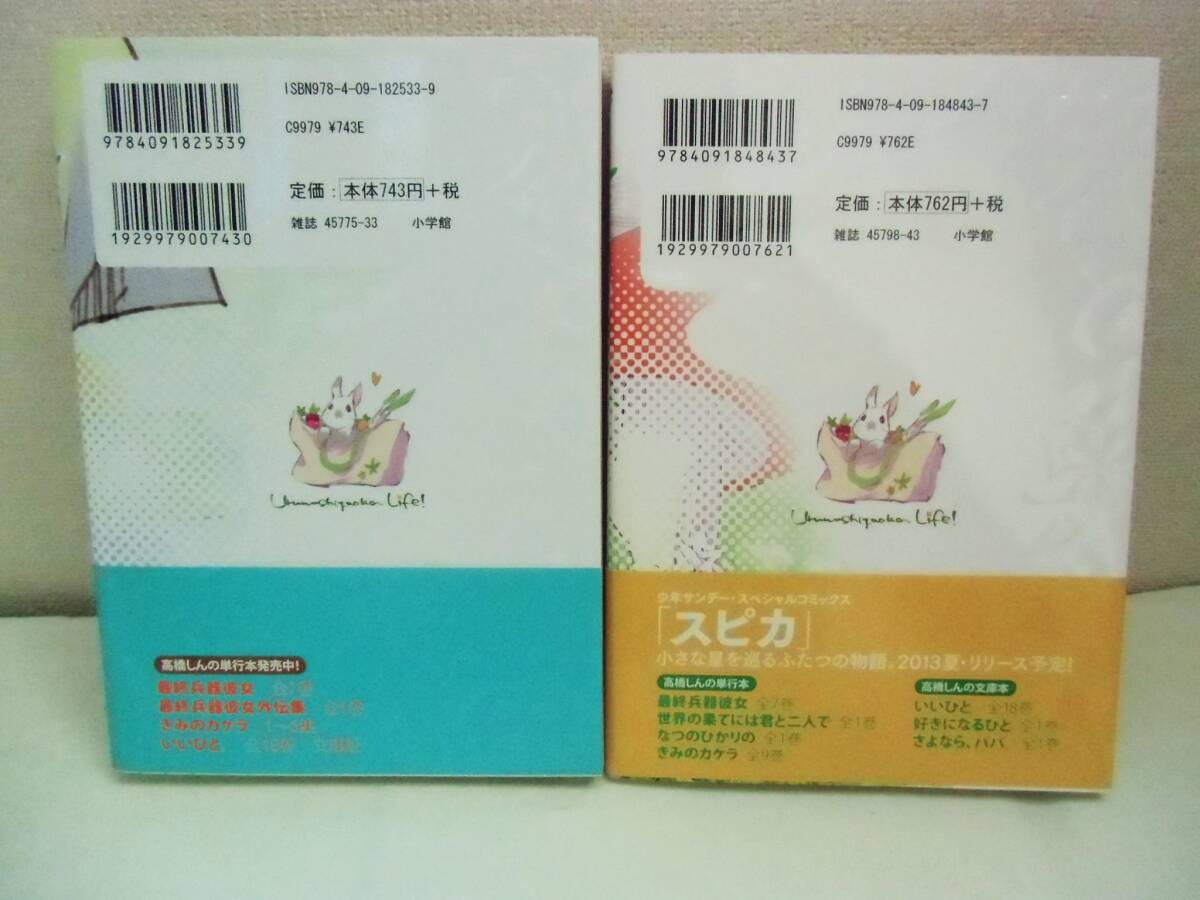 ISBN978-4-09-182533-9
9784091825339
C9979 ¥743E
定価：本体743円＋税
1929979007430
雑誌 45775-33 小学館
Life!
高橋しんの単行本発売中!
最終兵器彼女 全7巻
最終兵器彼女外伝集 全1巻
きみのカケラ
いいひと
ISBN978-4-09-184843-7
9784091848437
C9979 ¥762E
定価：本体762円＋税
1929979007621
雑誌 45798-43 小学館
Life!
少年サンデー・スペシャルコミックス
「スピカ」
小さな星を巡るふたつの物語。2013夏・リリース予定!
高橋しんの単行本
最終兵器彼女 全7巻
世界の果てには君と二人で 全1巻
なつのひかりの 全1巻
きみのカケラ 全9巻
高橋しんの文庫本
いいひと 全18巻
好きになるひと 全1巻
さよなら、パパ。 全1巻